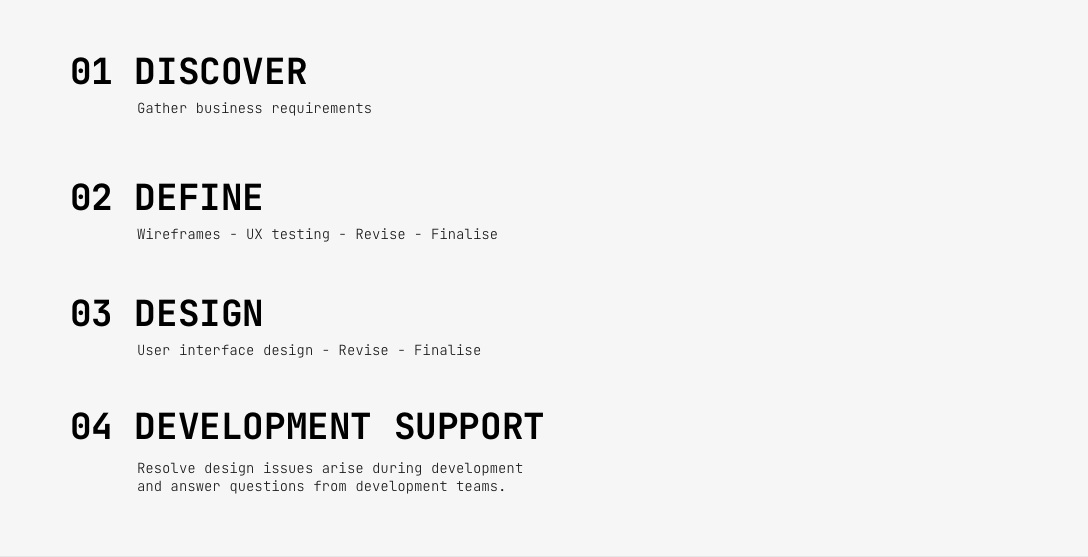 01 DISCOVER
Gather business requirements
02 DEFINE
Wireframes - UX testing - Revise - Finalise
03 DESIGN
User interface design - Revise - Finalise
04 DEVELOPMENT SUPPORT
Resolve design issues arise during development
and answer questions from development teams.